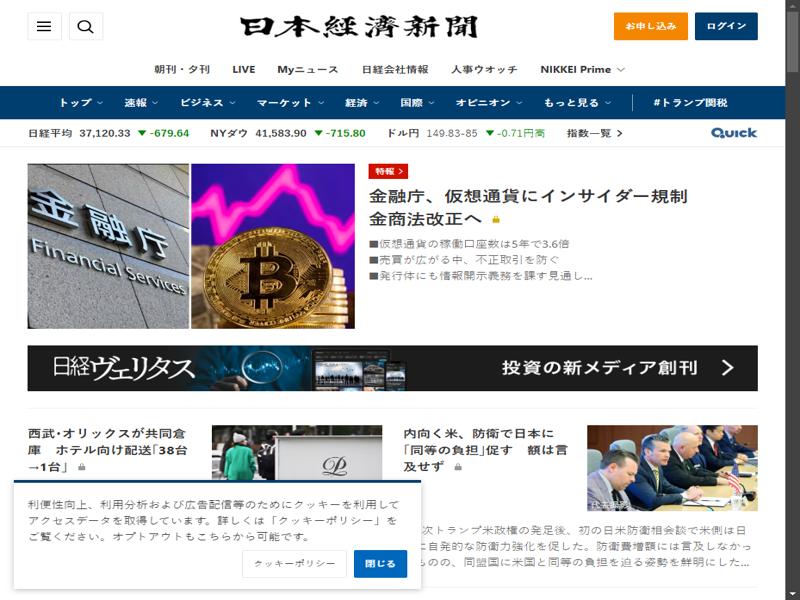 日本経済新聞
お申し込み
ログイン
朝刊・夕刊 LIVE Myニュース 日経会社情報 人事ウオッチ NIKKEI Prime
トップ 速報 ビジネス マーケット 経済 国際 オピニオン もっと見る #トランプ関税
日経平均 37,120.33 ▼ -679.64 NYダウ 41,583.90 ▼ -715.80 ドル円 149.83-85 ▼ -0.71円高 指数一覧 QUICK
金融庁
Financial Services
特報
金融庁、仮想通貨にインサイダー規制
金商法改正へ
■仮想通貨の稼働口座数は5年で3.6倍
■売買が広がる中、不正取引を防ぐ
■発行体にも情報開示義務を課す見通し...
日経ヴェリタス 投資の新メディア創刊
西武・オリックスが共同倉
庫 ホテル向け配送「38台
→1台」
内向く米、防衛で日本に
「同等の負担」促す 額は言
及せず
代表撮影
次トランプ米政権の発足後、初の日米防衛相会談で米側は日
に自発的な防衛力強化を促した。防衛費増額には言及しなかっ
ものの、同盟国に米国と同等の負担を迫る姿勢を鮮明にした...
利便性向上、利用分析および広告配信等のためにクッキーを利用して
アクセスデータを取得しています。詳しくは「クッキーポリシー」を
ご覧ください。オプトアウトもこちらから可能です。
クッキーポリシー
閉じる